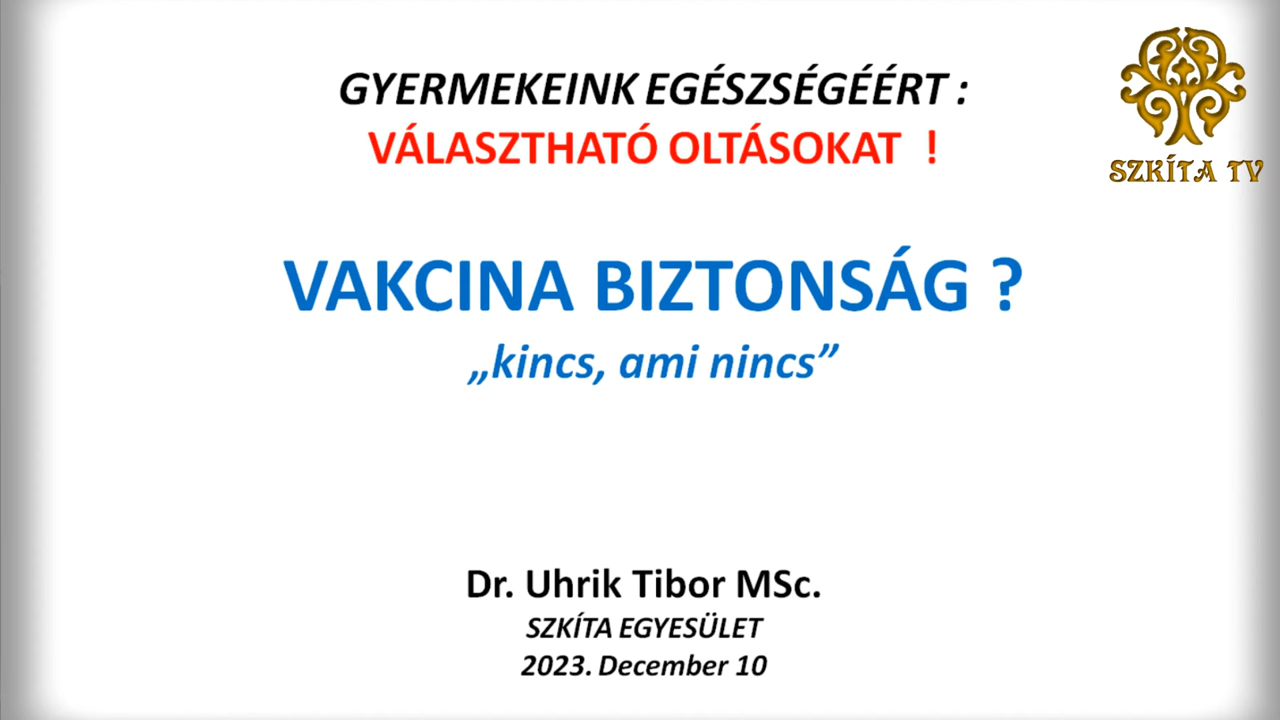 GYERMEKEINK EGÉSZSÉGÉÉRT :
VÁLASZTHATÓ OLTÁSOKAT !
SZKÍTA TV
VAKCINA BIZTONSÁG ?
„kincs, ami nincs”
Dr. Uhrik Tibor MSc.
SZKÍTA EGYESÜLET
2023. December 10